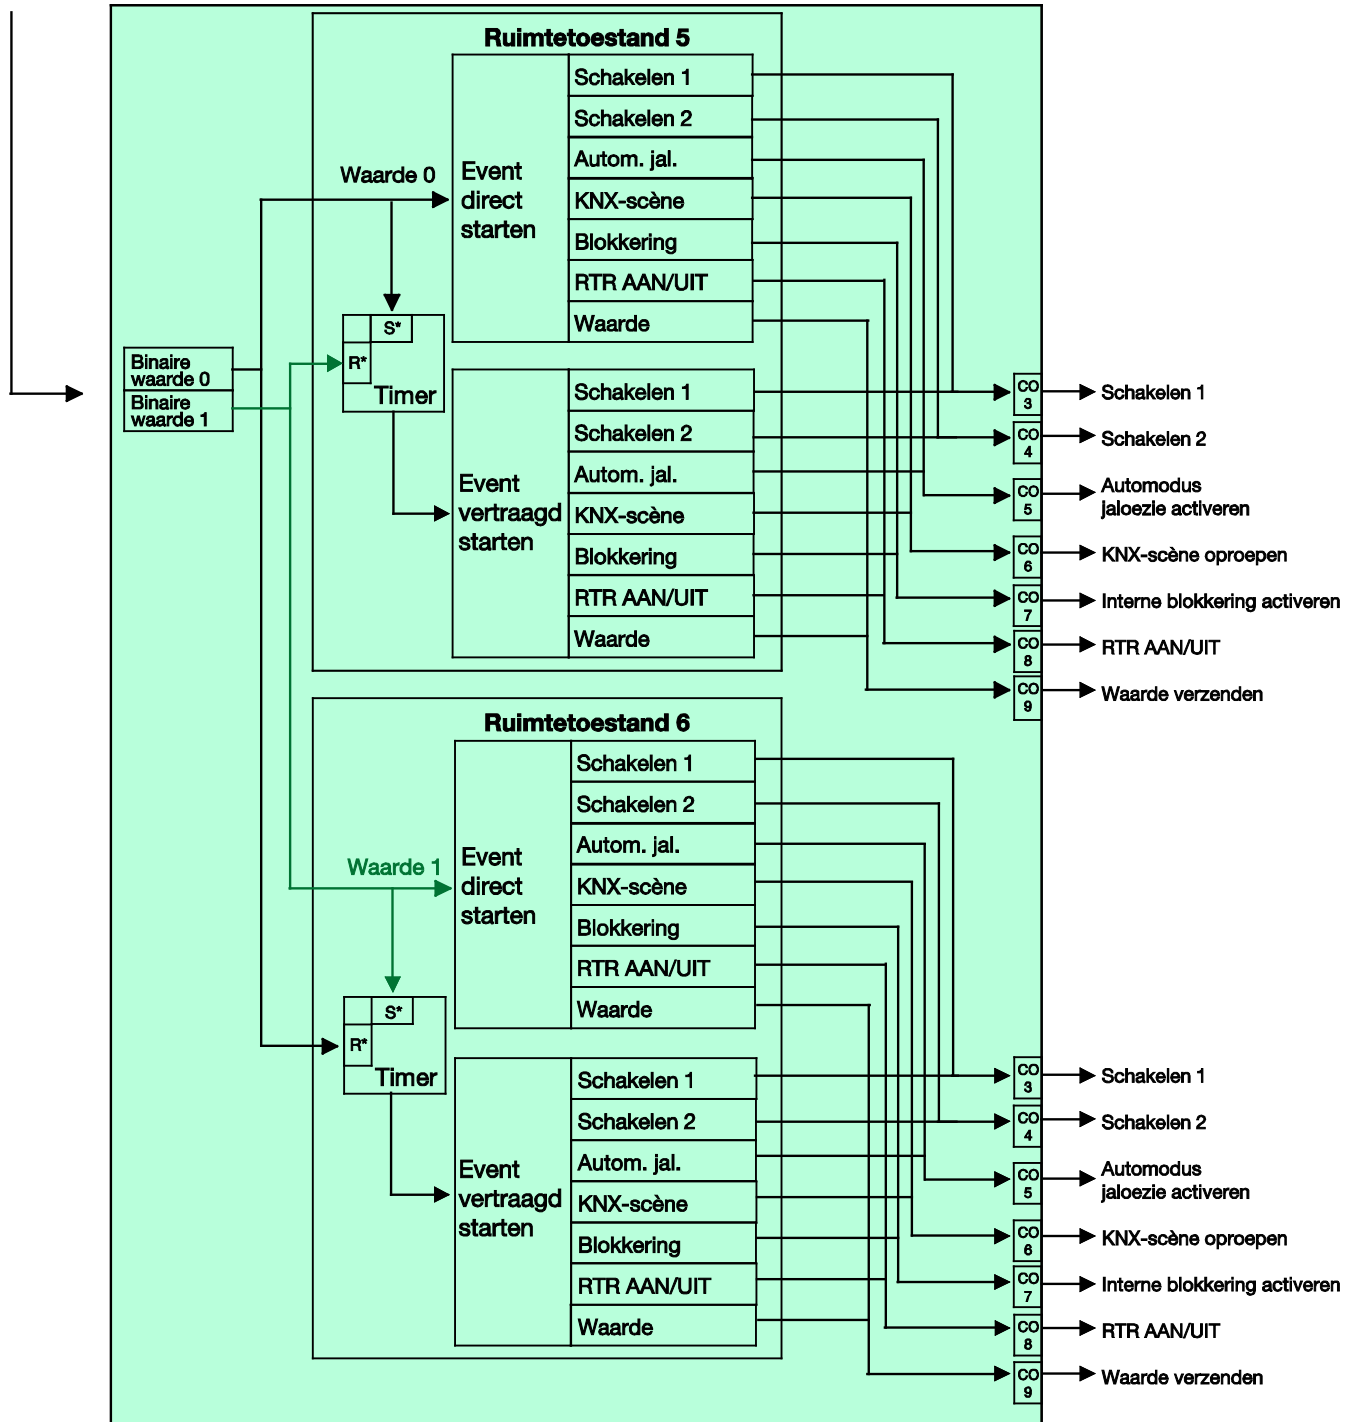 Ruimtetoestand 5
Waarde 0
Event
direct
starten
Schakelen 1
Schakelen 2
Autom. jal.
KNX-scène
Blokkering
RTR AAN/UIT
Waarde
S*
R*
Timer
Binaire
waarde 0
Binaire
waarde 1
Event
vertraagd
starten
Schakelen 1
Schakelen 2
Autom. jal.
KNX-scène
Blokkering
RTR AAN/UIT
Waarde
CO
3
Schakelen 1
CO
4
Schakelen 2
CO
5
Automodus
jaloezie activeren
CO
6
KNX-scène oproepen
CO
7
Interne blokkering activeren
CO
8
RTR AAN/UIT
CO
9
Waarde verzenden
Ruimtetoestand 6
Waarde 1
Event
direct
starten
Schakelen 1
Schakelen 2
Autom. jal.
KNX-scène
Blokkering
RTR AAN/UIT
Waarde
S*
R*
Timer
Event
vertraagd
starten
Schakelen 1
Schakelen 2
Autom. jal.
KNX-scène
Blokkering
RTR AAN/UIT
Waarde
CO
3
Schakelen 1
CO
4
Schakelen 2
CO
5
Automodus
jaloezie activeren
CO
6
KNX-scène oproepen
CO
7
Interne blokkering activeren
CO
8
RTR AAN/UIT
CO
9
Waarde verzenden